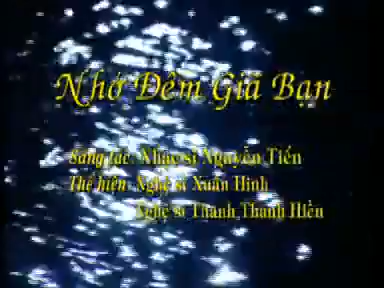 Nhớ Đêm Giã Bạn
Sáng tác: Nhạc sĩ Nguyễn Tiến
Thể hiện: Nghệ sĩ Xuân Hinh
Nghệ sĩ Thanh Thanh Hiền